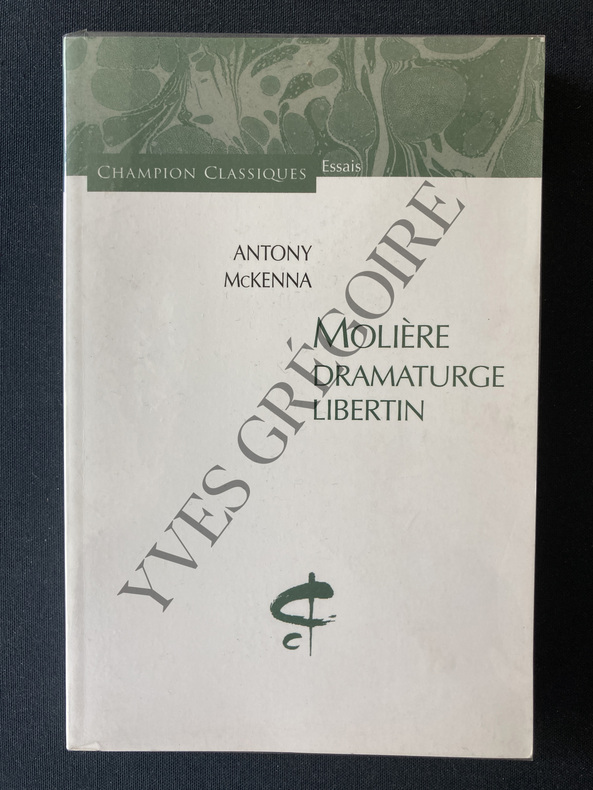 CHAMPION CLASSIQUES Essais
ANTONY
McKENNA
MOLIÈRE
DRAMATURGE
LIBERTIN
YVES GRÉGOIRE